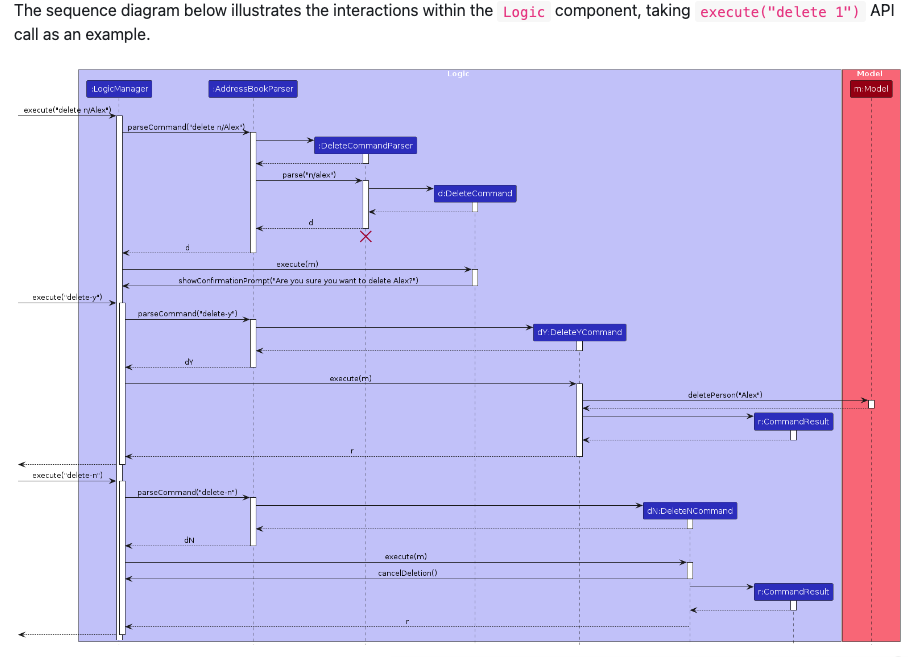 The sequence diagram below illustrates the interactions within the Logic component, taking execute("delete 1") API
call as an example.
Logic
Model
:LogicManager
:AddressBookParser
m:Model
execute("delete n/Alex")
parseCommand("delete n/Alex")
:DeleteCommandParser
parse("n/alex")
d:DeleteCommand
d
d
execute(m)
showConfirmationPrompt("Are you sure you want to delete Alex?")
execute("delete-y")
parseCommand("delete-y")
dY:DeleteYCommand
dY
execute(m)
deletePerson("Alex")
r:CommandResult
r
execute("delete-n")
parseCommand("delete-n")
dN:DeleteNCommand
dN
execute(m)
cancelDeletion()
r:CommandResult
r